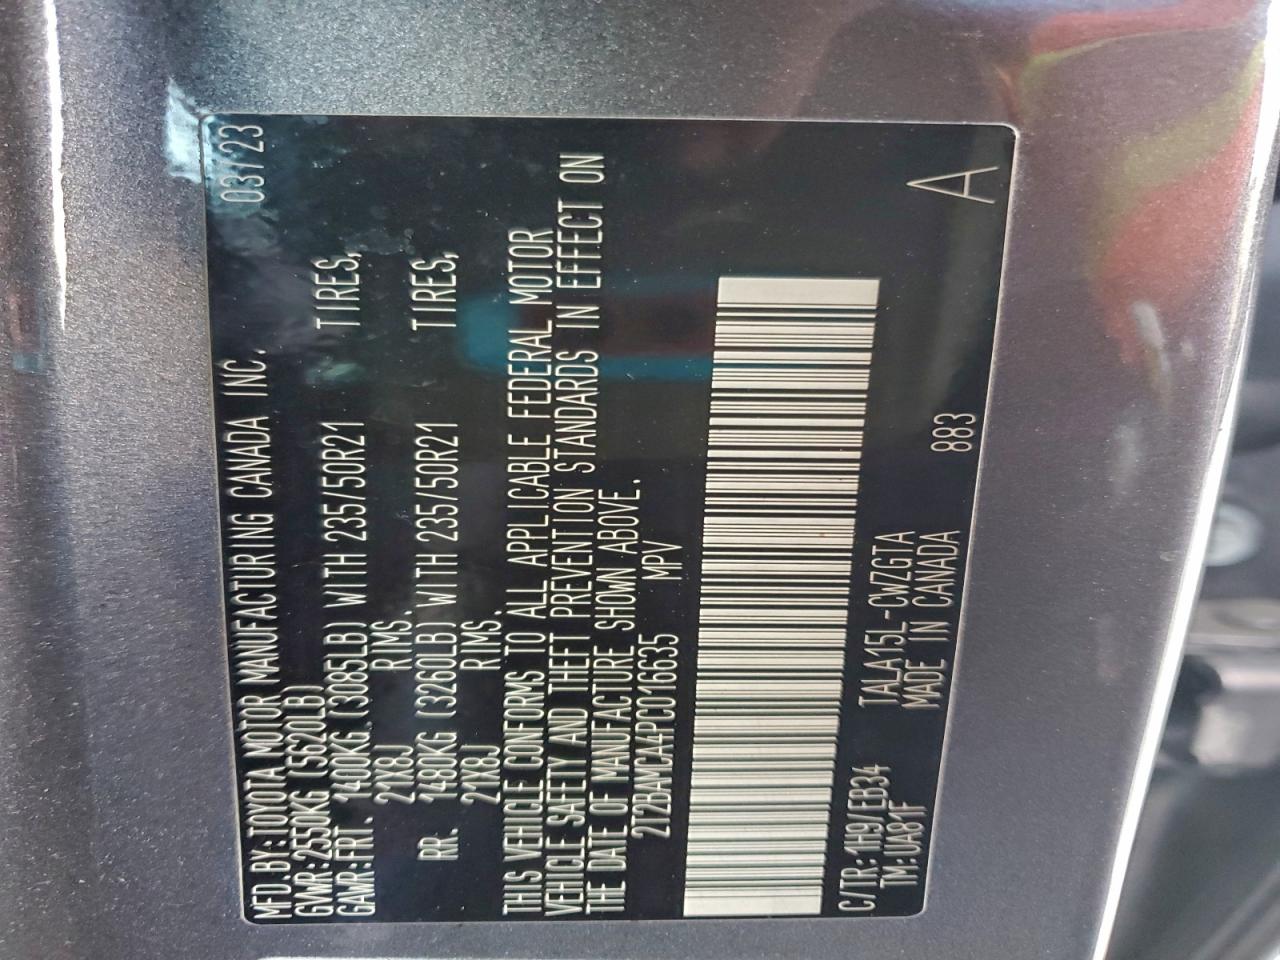 MFD.BY:TOYOTA MOTOR MANUFACTURING CANADA INC. 03/23
GVWR:2550KG (5620LB)
GAWR:FRT. 1400KG.(3085LB) WITH 235/50R21 TIRES,
21X8J RIMS.
RR. 1480KG (3260LB) WITH 235/50R21 TIRES,
21X8J RIMS.
THIS VEHICLE CONFORMS TO ALL APPLICABLE FEDERAL MOTOR
VEHICLE SAFETY AND THEFT PREVENTION STANDARDS IN EFFECT ON
THE DATE OF MANUFACTURE SHOWN ABOVE.
2T2BAMCA4PC016635 MPV
C/TR:1H9/EB34 TALA15L-CWZGTA 883 A
TM:UA81F MADE IN CANADA